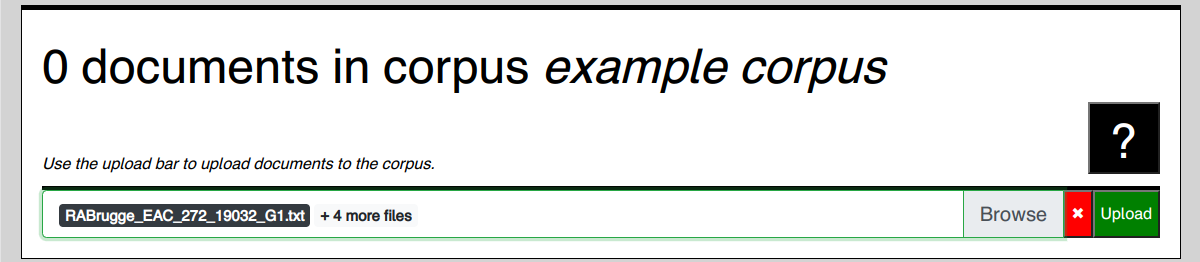 0 documents in corpus example corpus
?
Use the upload bar to upload documents to the corpus.
RABrugge_EAC_272_19032_G1.txt + 4 more files Browse ✖ Upload